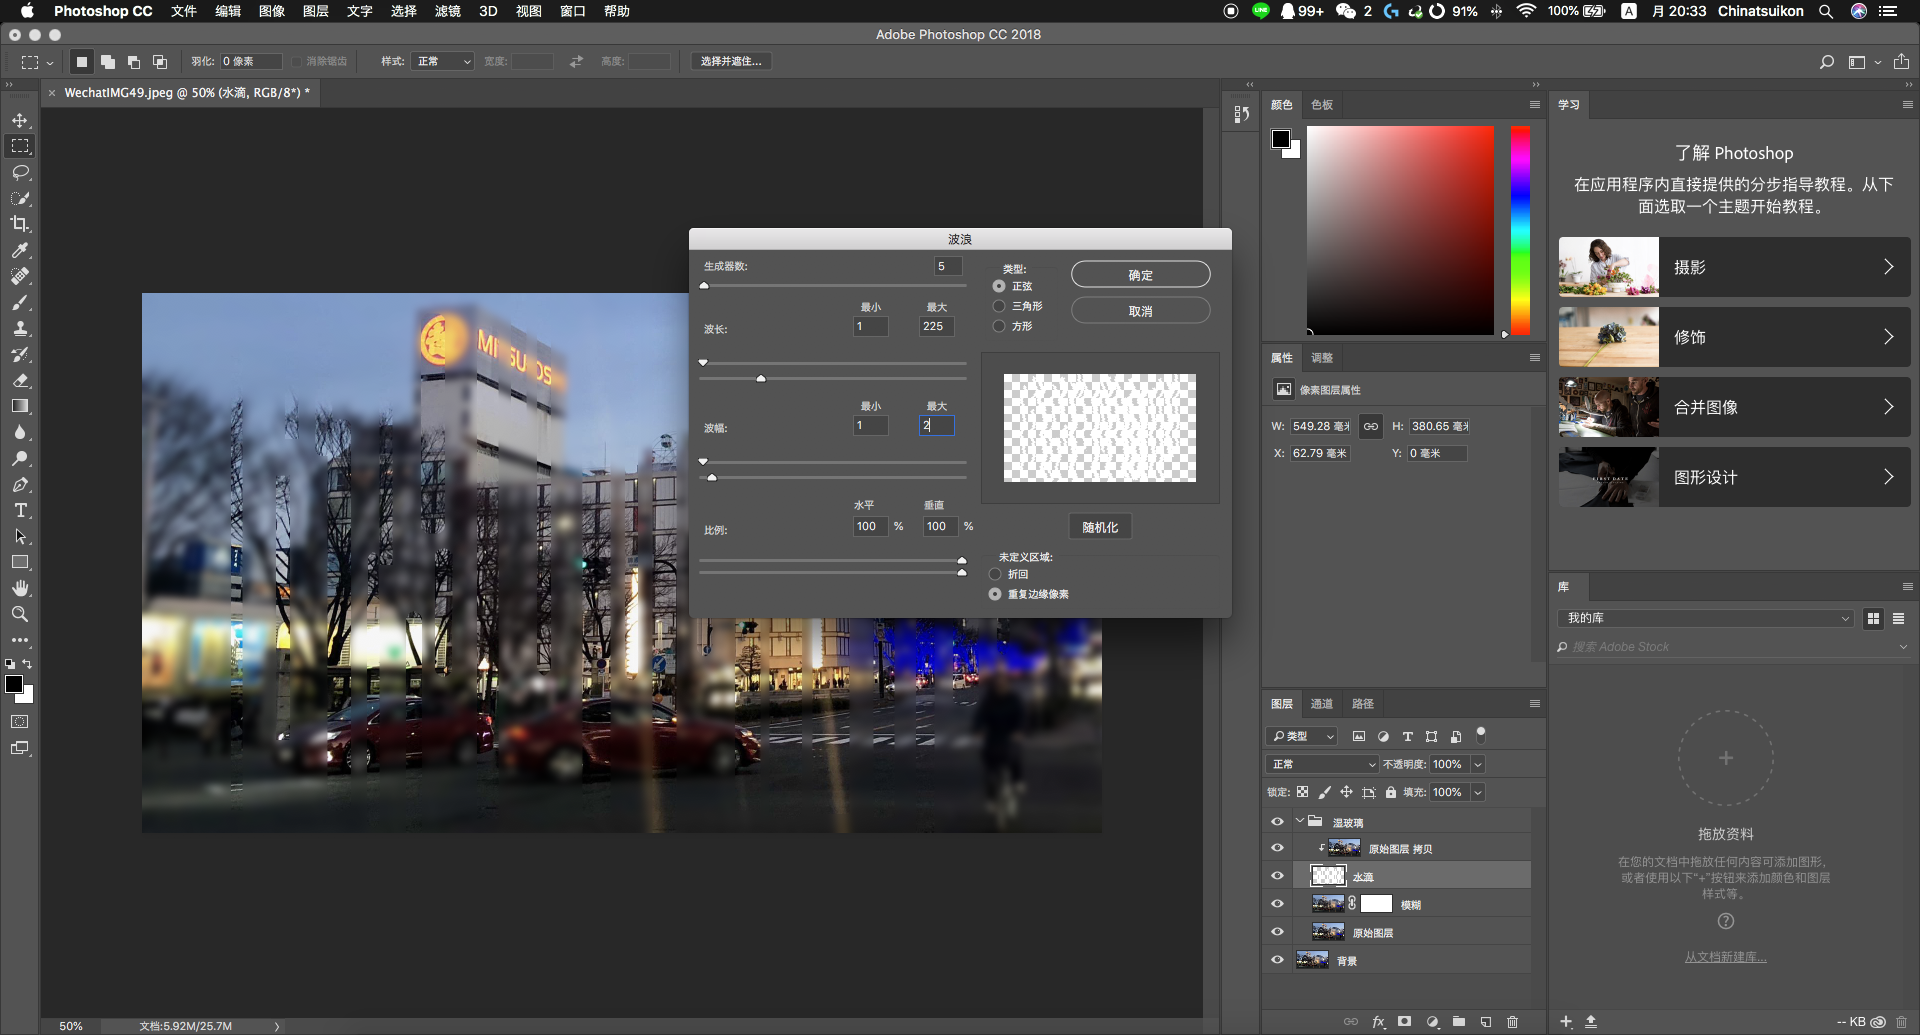 Photoshop CC 文件 编辑 图像 图层 文字 选择 滤镜 3D 视图 窗口 帮助
LINE 99+ 2 91% 100% A 月 20:33 Chinatsuikon
Adobe Photoshop CC 2018
羽化: 0 像素 消除锯齿 样式: 正常 宽度: 高度: 选择并遮住...
WechatIMG49.jpeg @ 50% (水滴, RGB/8*) *
波浪
生成器数: 5
最小 最大
波长: 1 225
最小 最大
波幅: 1 2
水平 垂直
比例: 100 % 100 %
类型:
正弦
三角形
方形
确定
取消
随机化
未定义区域:
折回
重复边缘像素
颜色 色板
属性 调整
像素图层属性
W: 549.28 毫米 H: 380.65 毫米
X: 62.79 毫米 Y: 0 毫米
图层 通道 路径
类型
正常 不透明度: 100%
锁定: 填充: 100%
湿玻璃
原始图层 拷贝
水滴
模糊
原始图层
背景
fx
学习
了解 Photoshop
在应用程序内直接提供的分步指导教程。从下
面选取一个主题开始教程。
摄影
修饰
合并图像
FIRST DATE
图形设计
库
我的库
搜索 Adobe Stock
拖放资料
在您的文档中拖放任何内容可添加图形，
或者使用以下“+”按钮来添加颜色和图层
样式等。
从文档新建库...
-- KB
50% 文档:5.92M/25.7M